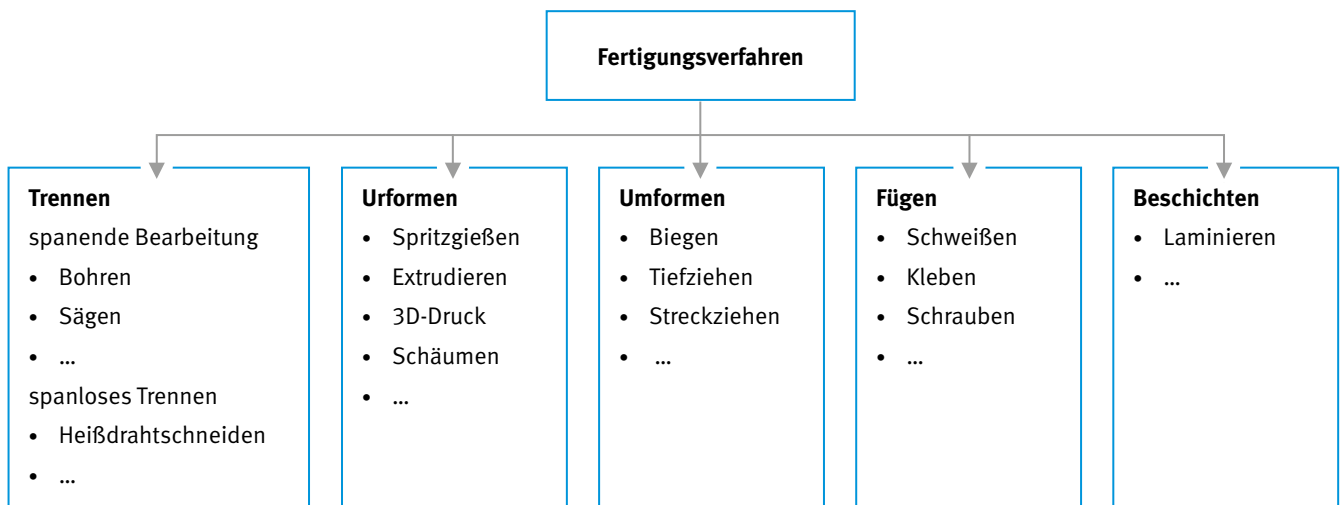 Fertigungsverfahren
Trennen
spanende Bearbeitung
• Bohren
• Sägen
• ...
spanloses Trennen
• Heißdrahtschneiden
• ...
Urformen
• Spritzgießen
• Extrudieren
• 3D-Druck
• Schäumen
• ...
Umformen
• Biegen
• Tiefziehen
• Streckziehen
• ...
Fügen
• Schweißen
• Kleben
• Schrauben
• ...
Beschichten
• Laminieren
• ...